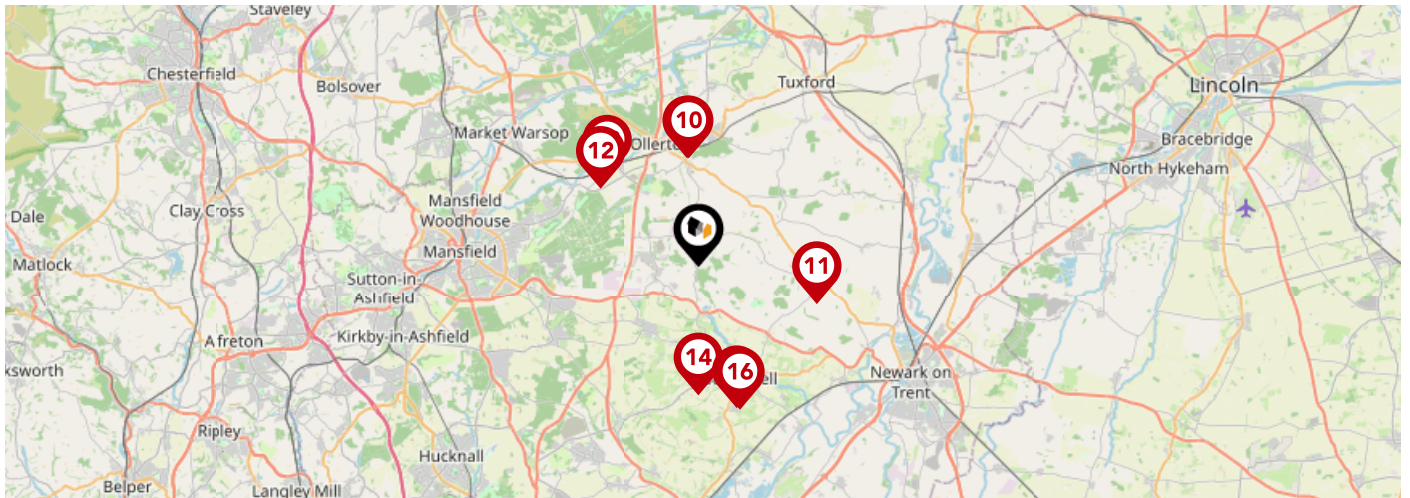 Staveley
Chesterfield
Bolsover
Tuxford
Lincoln
10
Market Warsop
12
Ollerto
Bracebridge
North Hykeham
Mansfield
Woodhouse
Clay Cross
Dale
Mansfield
Matlock
11
Sutton-in-
Ashfield
Kirkby-in-Ashfield
Alfreton
14
16
ell
ksworth
Newark on
Trent
Ripley
Hucknall
Belper
Langley Mill